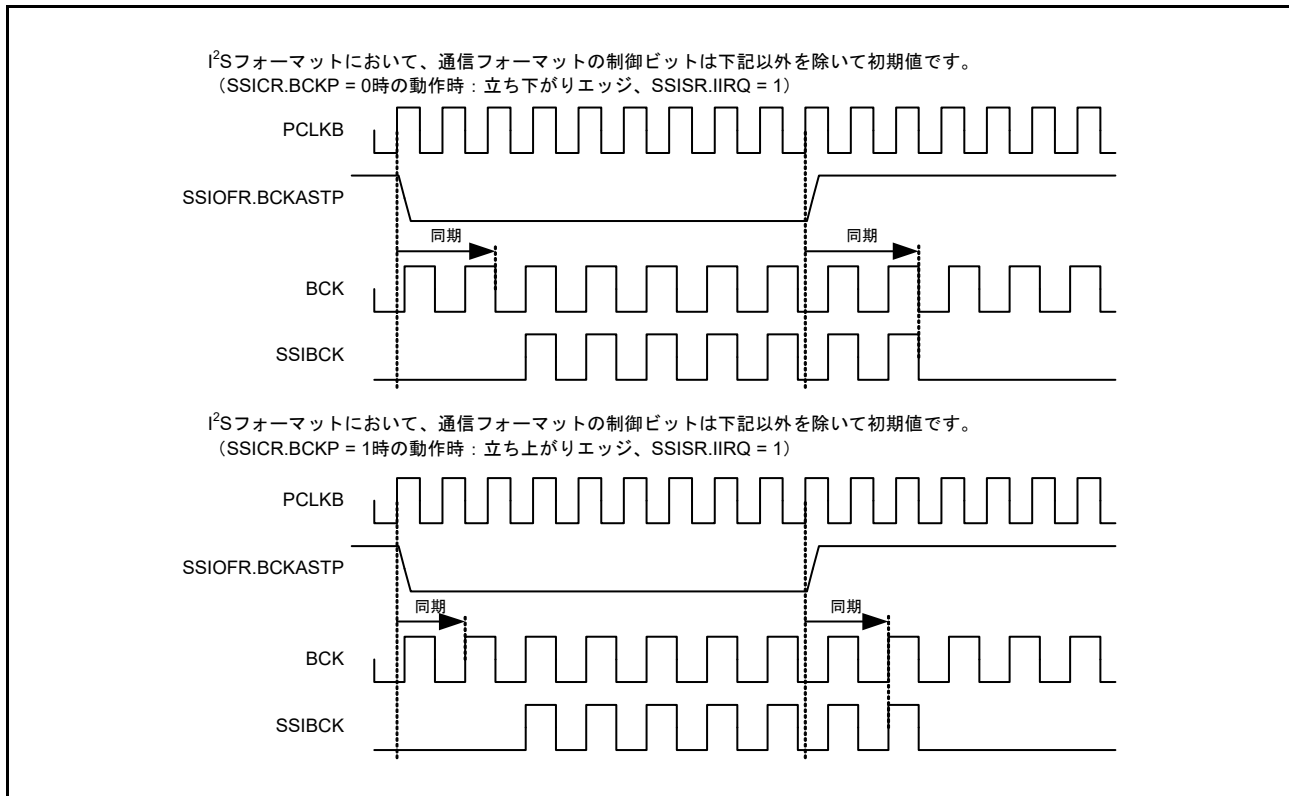 I²Sフォーマットにおいて、通信フォーマットの制御ビットは下記以外を除いて初期値です。
（SSICR.BCKP = 0時の動作時：立ち下がりエッジ、SSISR.IIRQ = 1）
PCLKB
SSIOFR.BCKASTP
同期 同期
BCK
SSIBCK
I²Sフォーマットにおいて、通信フォーマットの制御ビットは下記以外を除いて初期値です。
（SSICR.BCKP = 1時の動作時：立ち上がりエッジ、SSISR.IIRQ = 1）
PCLKB
SSIOFR.BCKASTP
同期 同期
BCK
SSIBCK